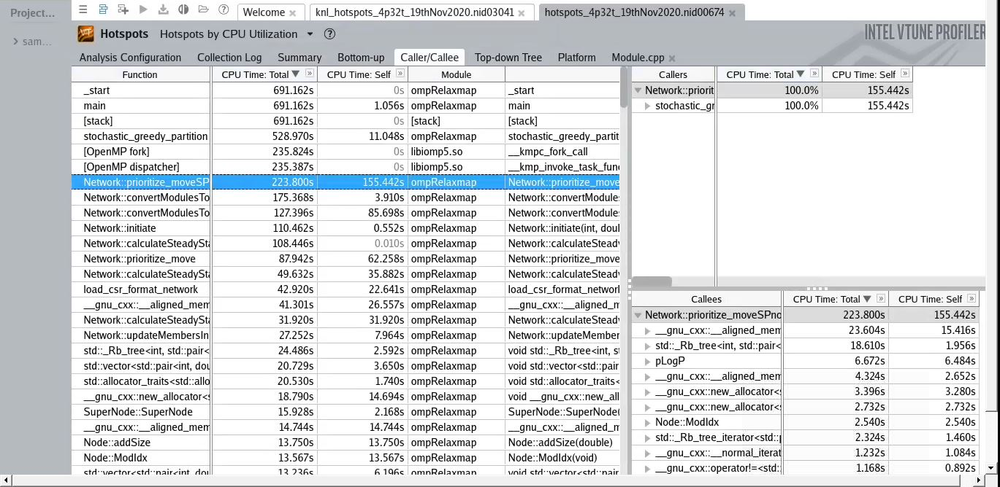 Project...
sam...
Welcome
knl_hotspots_4p32t_19thNov2020.nid03041
hotspots_4p32t_19thNov2020.nid00674
Hotspots Hotspots by CPU Utilization
INTEL VTUNE PROFILER
Analysis Configuration Collection Log Summary Bottom-up Caller/Callee Top-down Tree Platform Module.cpp
Function CPU Time: Total CPU Time: Self Module
_start 691.162s 0s ompRelaxmap _start
main 691.162s 1.056s ompRelaxmap main
[stack] 691.162s 0s [stack] [stack]
stochastic_greedy_partition 528.970s 11.048s ompRelaxmap stochastic_greedy_partit
[OpenMP fork] 235.824s 0s libiomp5.so __kmpc_fork_call
[OpenMP dispatcher] 235.387s 0s libiomp5.so __kmp_invoke_task_fun
Network::prioritize_moveSP 223.800s 155.442s ompRelaxmap Network::prioritize_move
Network::convertModulesTo 175.368s 3.910s ompRelaxmap Network::convertModule
Network::convertModulesTo 127.396s 85.698s ompRelaxmap Network::convertModule
Network::initiate 110.462s 0.552s ompRelaxmap Network::initiate(int, doul
Network::calculateSteadySta 108.446s 0.010s ompRelaxmap Network::calculateSteady
Network::prioritize_move 87.942s 62.258s ompRelaxmap Network::prioritize_move
Network::calculateSteadySta 49.632s 35.882s ompRelaxmap Network::calculateSteady
load_csr_format_network 42.920s 22.641s ompRelaxmap load_csr_format_network
__gnu_cxx::__aligned_mem 41.301s 26.557s ompRelaxmap __gnu_cxx::__aligned_m
Network::calculateSteadySta 31.920s 31.920s ompRelaxmap Network::calculateSteady
Network::updateMembersIn 27.252s 7.964s ompRelaxmap Network::updateMember
std::_Rb_tree<int, std::pair< 24.486s 2.592s ompRelaxmap void std::_Rb_tree<int, s
std::vector<std::pair<int, dou 20.729s 3.650s ompRelaxmap void std::vector<std::pair
std::allocator_traits<std::allo 20.530s 1.740s ompRelaxmap void std::allocator_traits<
__gnu_cxx::new_allocator<s 18.790s 14.694s ompRelaxmap void __gnu_cxx::new_all
SuperNode::SuperNode 15.928s 2.168s ompRelaxmap SuperNode::SuperNode(
__gnu_cxx::__aligned_mem 14.744s 14.744s ompRelaxmap __gnu_cxx::__aligned_m
Node::addSize 13.750s 13.750s ompRelaxmap Node::addSize(double)
Node::ModIdx 13.567s 13.567s ompRelaxmap Node::ModIdx(void)
std::vector<std::pair<int, dou 13.236s 6.196s ompRelaxmap void std::vector<std::pair
Callers CPU Time: Total CPU Time: Self
Network::priorit 100.0% 155.442s
stochastic_gr 100.0% 155.442s
Callees CPU Time: Total CPU Time: Self
Network::prioritize_moveSPno 223.800s 155.442s
__gnu_cxx::__aligned_mem 23.604s 15.416s
std::_Rb_tree<int, std::pair< 18.610s 1.956s
pLogP 6.672s 6.484s
__gnu_cxx::__aligned_mem 4.324s 2.652s
__gnu_cxx::new_allocator<s 3.396s 3.280s
__gnu_cxx::new_allocator<s 2.732s 2.732s
Node::ModIdx 2.540s 2.540s
std::_Rb_tree_iterator<std::p 2.324s 1.460s
__gnu_cxx::__normal_iterat 1.232s 1.084s
__gnu_cxx::operator!=<std:: 1.168s 0.892s